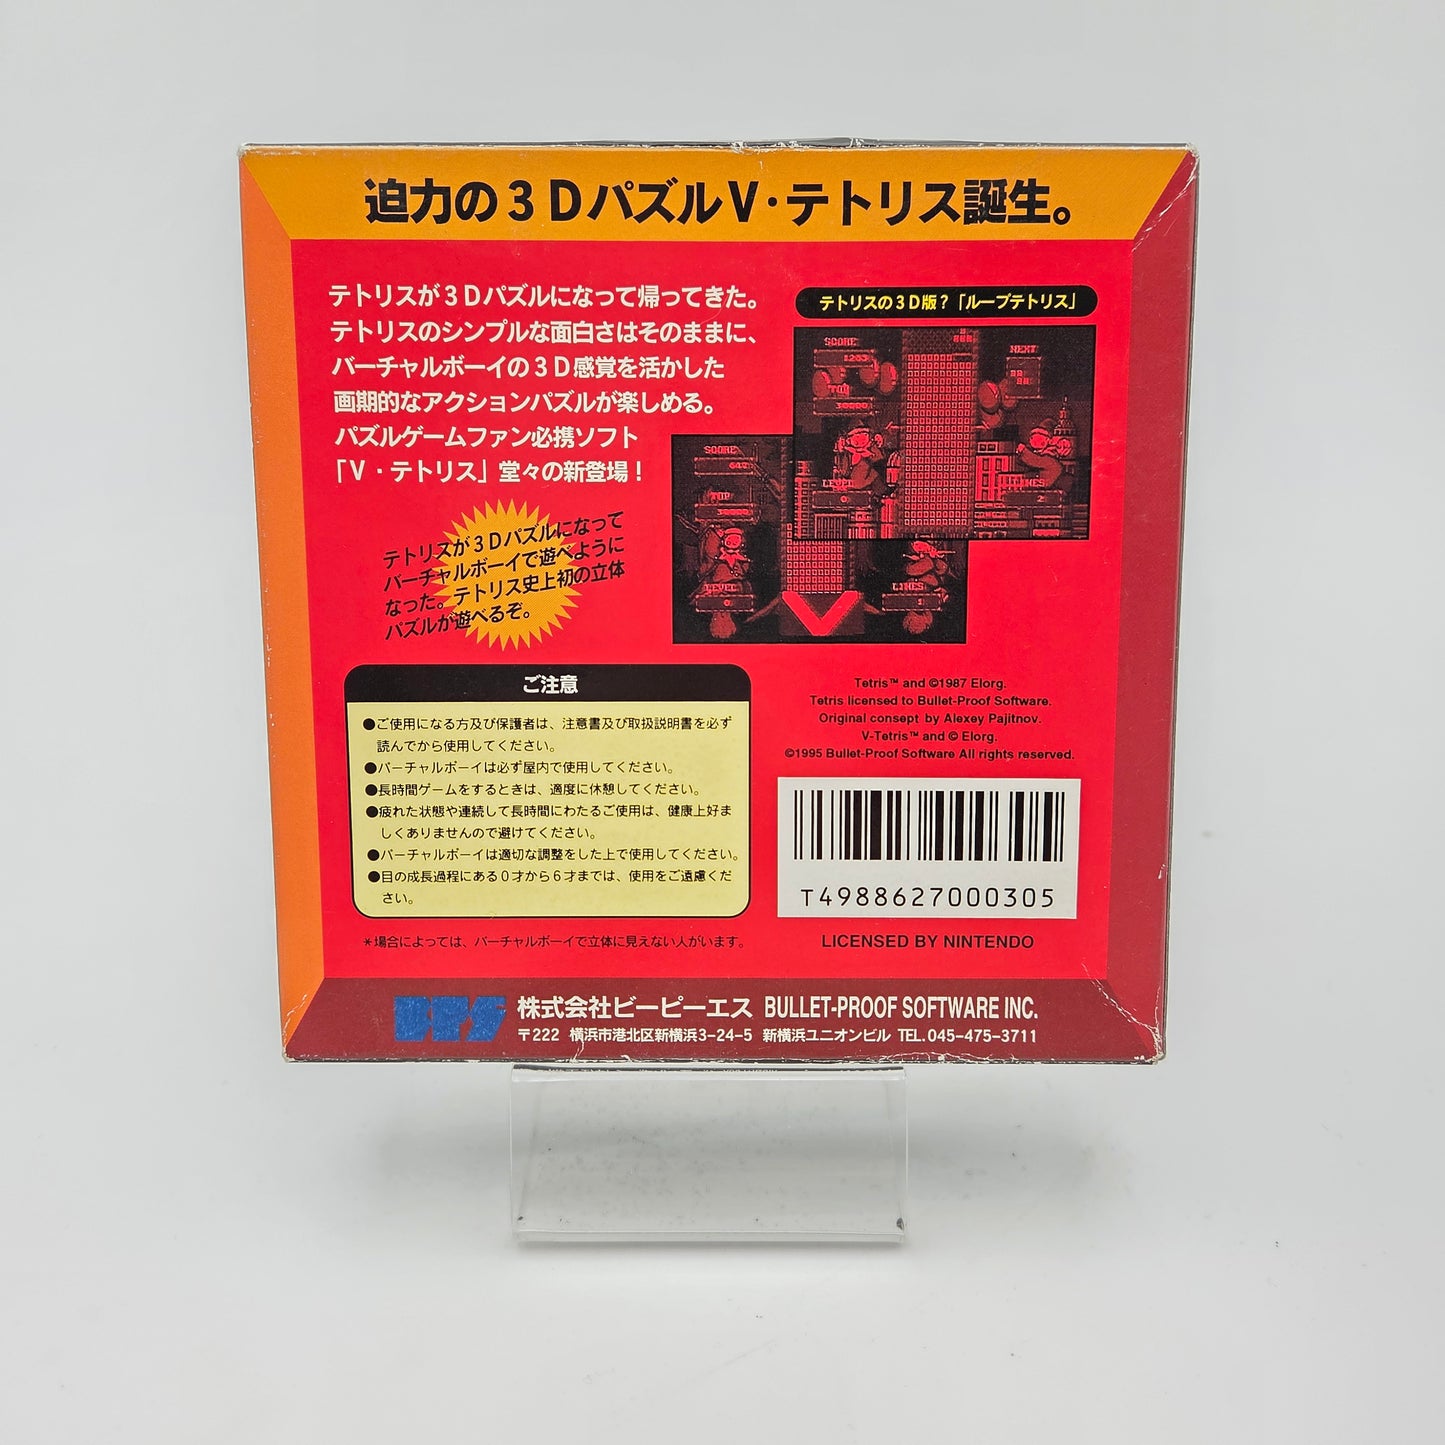 迫力の3DパズルV・テトリス誕生。
テトリスが3Dパズルになって帰ってきた。
テトリスのシンプルな面白さはそのままに、
バーチャルボーイの3D感覚を活かした
画期的なアクションパズルが楽しめる。
パズルゲームファン必携ソフト
「V・テトリス」堂々の新登場！
テトリスの3D版？「ループテトリス」
SCORE
1203
TOP
10000
LEVEL
0
NEXT
LINES
2
SCORE
TOP
10000
LEVEL
0
LINES
1
テトリスが3Dパズルになって
バーチャルボーイで遊べように
なった。テトリス史上初の立体
パズルが遊べるぞ。
ご注意
●ご使用になる方及び保護者は、注意書及び取扱説明書を必ず
読んでから使用してください。
●バーチャルボーイは必ず屋内で使用してください。
●長時間ゲームをするときは、適度に休憩してください。
●疲れた状態や連続して長時間にわたるご使用は、健康上好ま
しくありませんので避けてください。
●バーチャルボーイは適切な調整をした上で使用してください。
●目の成長過程にある0才から6才までは、使用をご遠慮くだ
さい。
＊場合によっては、バーチャルボーイで立体に見えない人がいます。
Tetris™ and ©1987 Elorg.
Tetris licensed to Bullet-Proof Software.
Original consept by Alexey Pajitnov.
V-Tetris™ and © Elorg.
©1995 Bullet-Proof Software All rights reserved.
T4988627000305
LICENSED BY NINTENDO
BPS 株式会社ビーピーエス BULLET-PROOF SOFTWARE INC.
〒222 横浜市港北区新横浜3-24-5 新横浜ユニオンビル TEL.045-475-3711